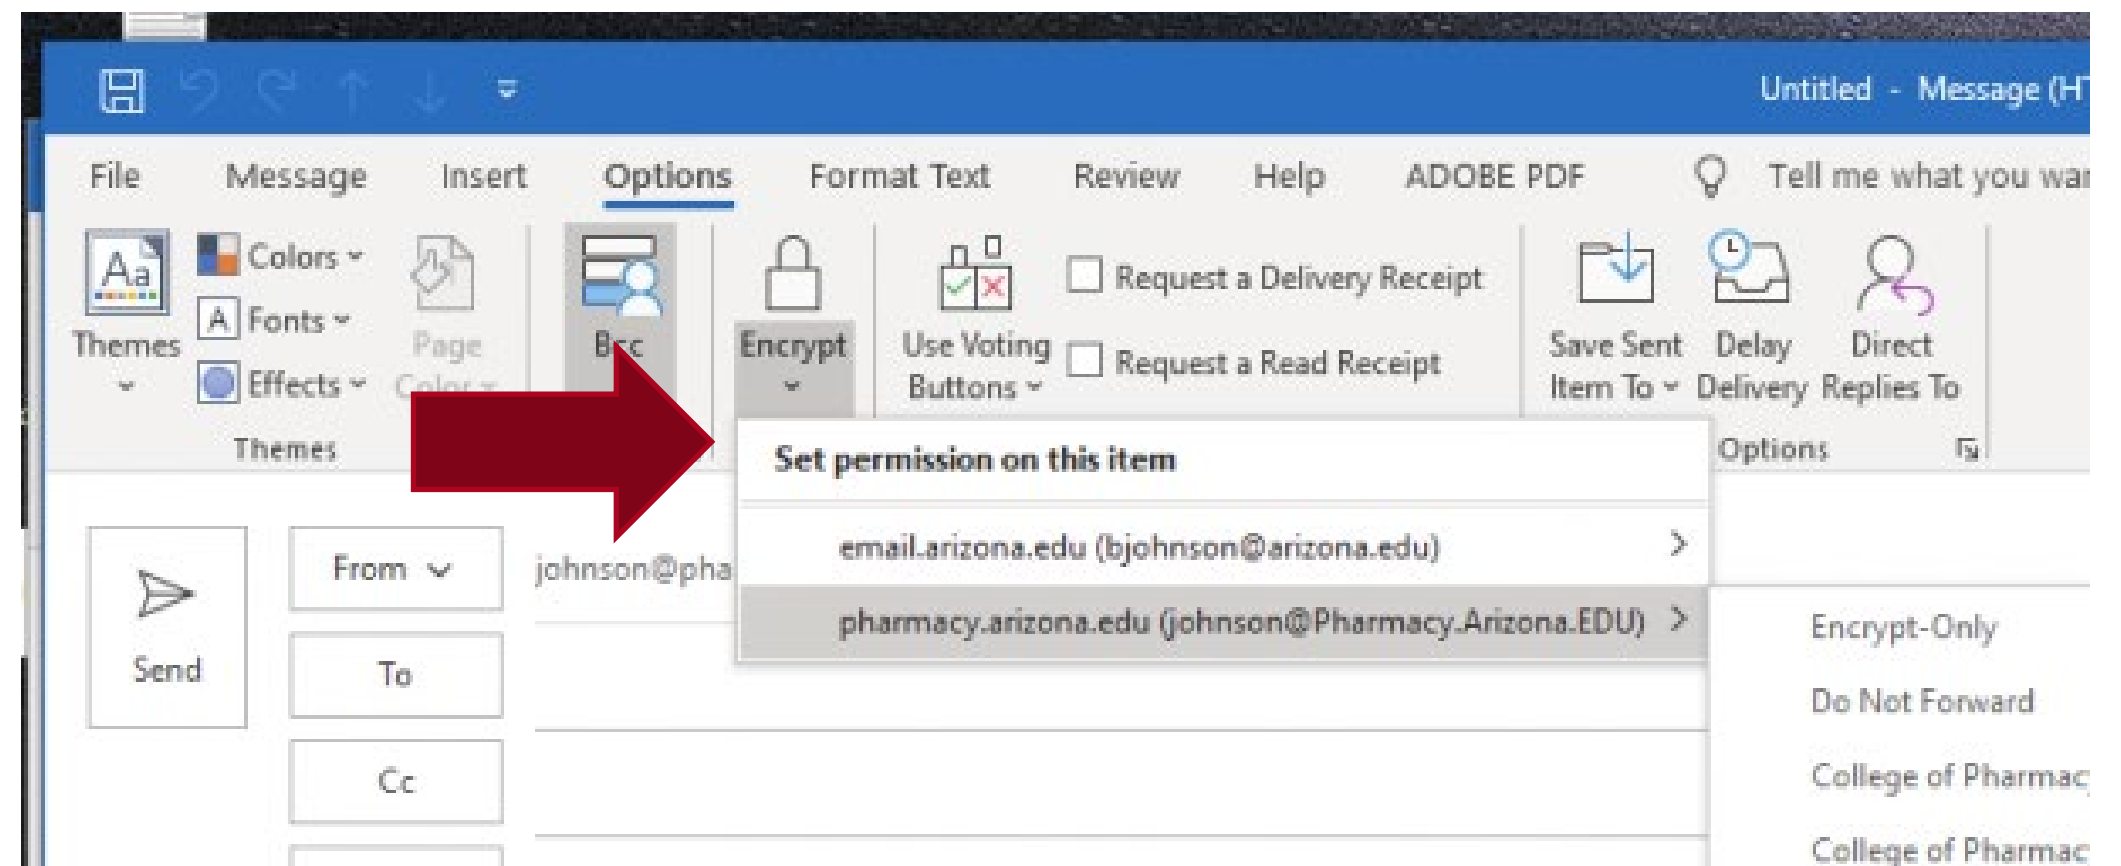 Untitled - Message (HT
File Message Insert Options Format Text Review Help ADOBE PDF Tell me what you wan
Themes
Colors
Fonts
Effects
Page
Color
Themes
Bcc
Encrypt
Use Voting
Buttons
Request a Delivery Receipt
Request a Read Receipt
Save Sent
Item To
Delay
Delivery
Direct
Replies To
Options
Set permission on this item
email.arizona.edu (bjohnson@arizona.edu)
pharmacy.arizona.edu (johnson@Pharmacy.Arizona.EDU)
Encrypt-Only
Do Not Forward
College of Pharmac
College of Pharmac
Send
From
johnson@pha
To
Cc